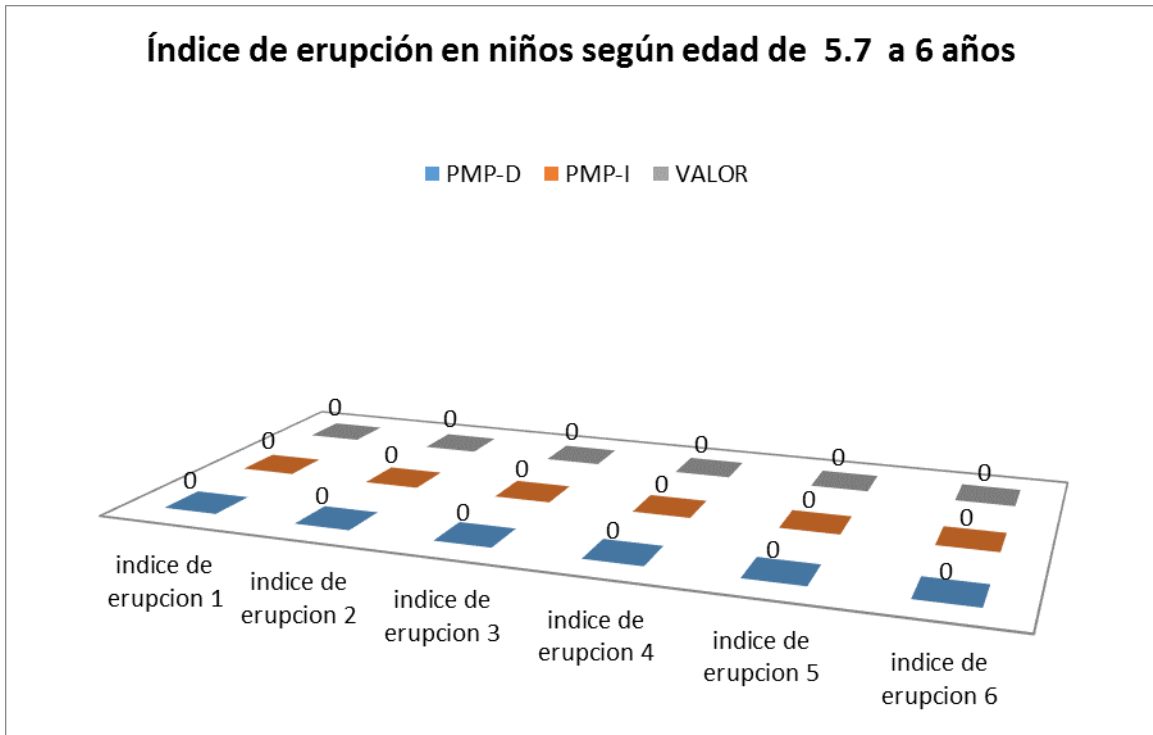 Índice de erupción en niños según edad de 5.7 a 6 años
PMP-D PMP-I VALOR
0 0 0 0 0 0
0 0 0 0 0 0
0 0 0 0 0 0
indice de
erupcion 1
indice de
erupcion 2
indice de
erupcion 3
indice de
erupcion 4
indice de
erupcion 5
indice de
erupcion 6